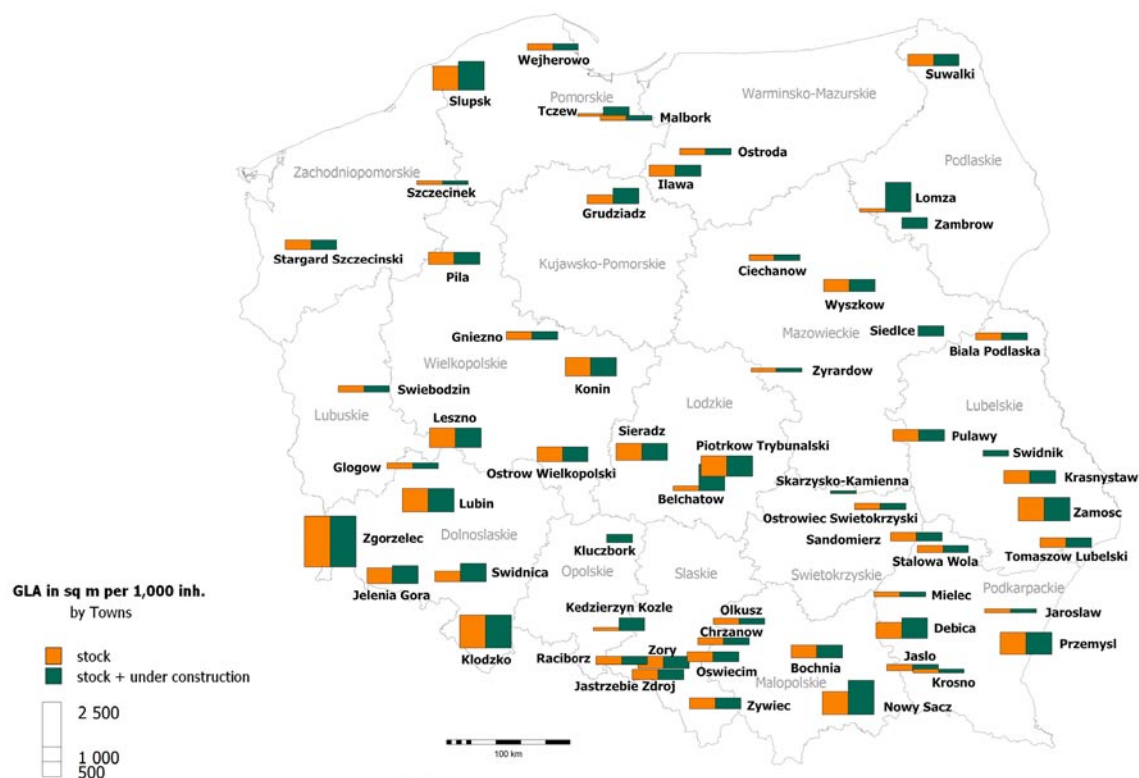 Wejherowo
Suwalki
Slupsk
Pomorskie
Warminsko-Mazurskie
Tczew
Malbork
Ostroda
Podlaskie
Zachodniopomorskie
Ilawa
Szczecinek
Lomza
Grudziadz
Zambrow
Stargard Szczecinski
Pila
Kujawsko-Pomorskie
Ciechanow
Wyszkow
Gniezno
Siedlce
Mazowieckie
Biala Podlaska
Wielkopolskie
Zyrardow
Konin
Swiebodzin
Lodzkie
Lubelskie
Lubuskie
Leszno
Sieradz
Piotrkow Trybunalski
Pulawy
Swidnik
Glogow
Ostrow Wielkopolski
Krasnystaw
Skarzysko-Kamienna
Belchatow
Lubin
Ostrowiec Swietokrzyski
Zamosc
Zgorzelec
Dolnoslaskie
Sandomierz
Kluczbork
Stalowa Wola
Tomaszow Lubelski
Opolskie
Slaskie
Swietokrzyskie
Swidnica
Podkarpackie
GLA in sq m per 1,000 inh.
Jelenia Gora
Mielec
by Towns
Kedzierzyn Kozle
Olkusz
Jaroslaw
Chrzanow
Debica
Przemysl
stock
Klodzko
Raciborz
Zory
Oswiecim
Bochnia
Jaslo
stock + under construction
Jastrzebie Zdroj
Malopolskie
Krosno
Zywiec
Nowy Sacz
2 500
1 000
500
100 km